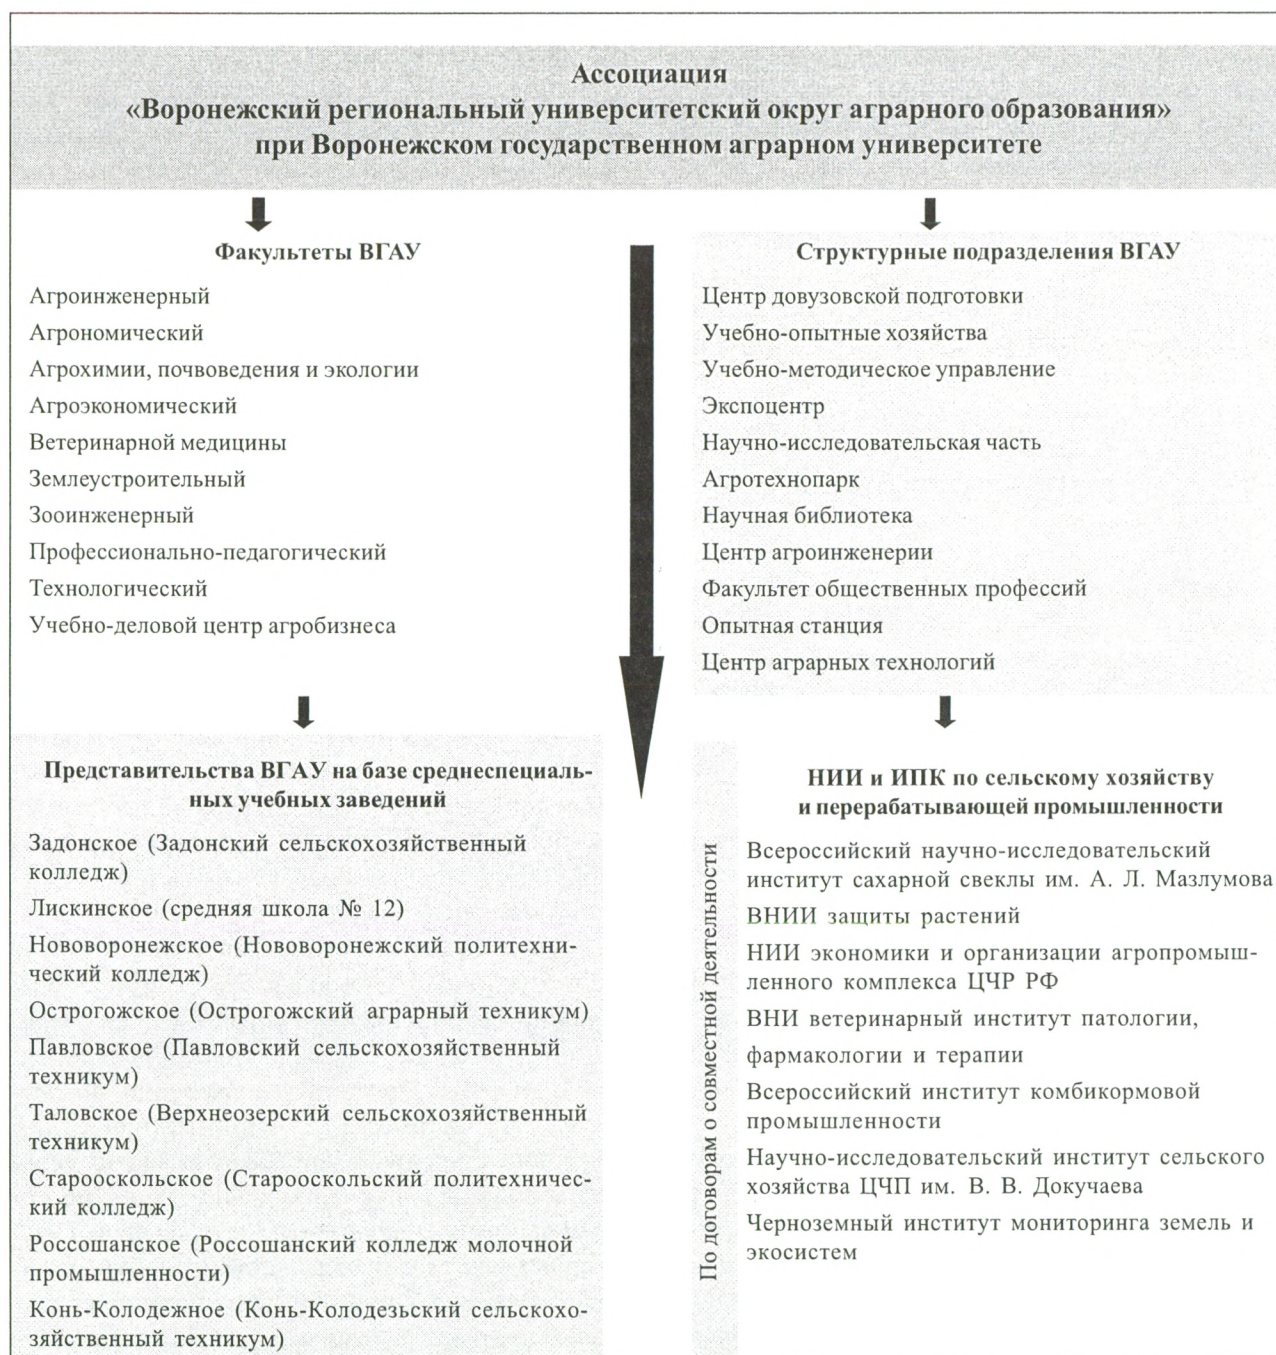 Ассоциация
«Воронежский региональный университетский округ аграрного образования»
при Воронежском государственном аграрном университете
Факультеты ВГАУ
Агроинженерный
Агрономический
Агрохимии, почвоведения и экологии
Агроэкономический
Ветеринарной медицины
Землеустроительный
Зооинженерный
Профессионально-педагогический
Технологический
Учебно-деловой центр агробизнеса
Структурные подразделения ВГАУ
Центр довузовской подготовки
Учебно-опытные хозяйства
Учебно-методическое управление
Экспоцентр
Научно-исследовательская часть
Агротехнопарк
Научная библиотека
Центр агроинженерии
Факультет общественных профессий
Опытная станция
Центр аграрных технологий
Представительства ВГАУ на базе среднеспециаль-
ных учебных заведений
Задонское (Задонский сельскохозяйственный
колледж)
Лискинское (средняя школа № 12)
Нововоронежское (Нововоронежский политехни-
ческий колледж)
Острогожское (Острогожский аграрный техникум)
Павловское (Павловский сельскохозяйственный
техникум)
Таловское (Верхнеозерский сельскохозяйственный
техникум)
Старооскольское (Старооскольский политехничес-
кий колледж)
Россошанское (Россошанский колледж молочной
промышленности)
Конь-Колодежное (Конь-Колодезьский сельскохо-
зяйственный техникум)
По договорам о совместной деятельности
НИИ и ИПК по сельскому хозяйству
и перерабатывающей промышленности
Всероссийский научно-исследовательский
институт сахарной свеклы им. А. Л. Мазлумова
ВНИИ защиты растений
НИИ экономики и организации агропромыш-
ленного комплекса ЦЧР РФ
ВНИ ветеринарный институт патологии,
фармакологии и терапии
Всероссийский институт комбикормовой
промышленности
Научно-исследовательский институт сельского
хозяйства ЦЧП им. В. В. Докучаева
Черноземный институт мониторинга земель и
экосистем